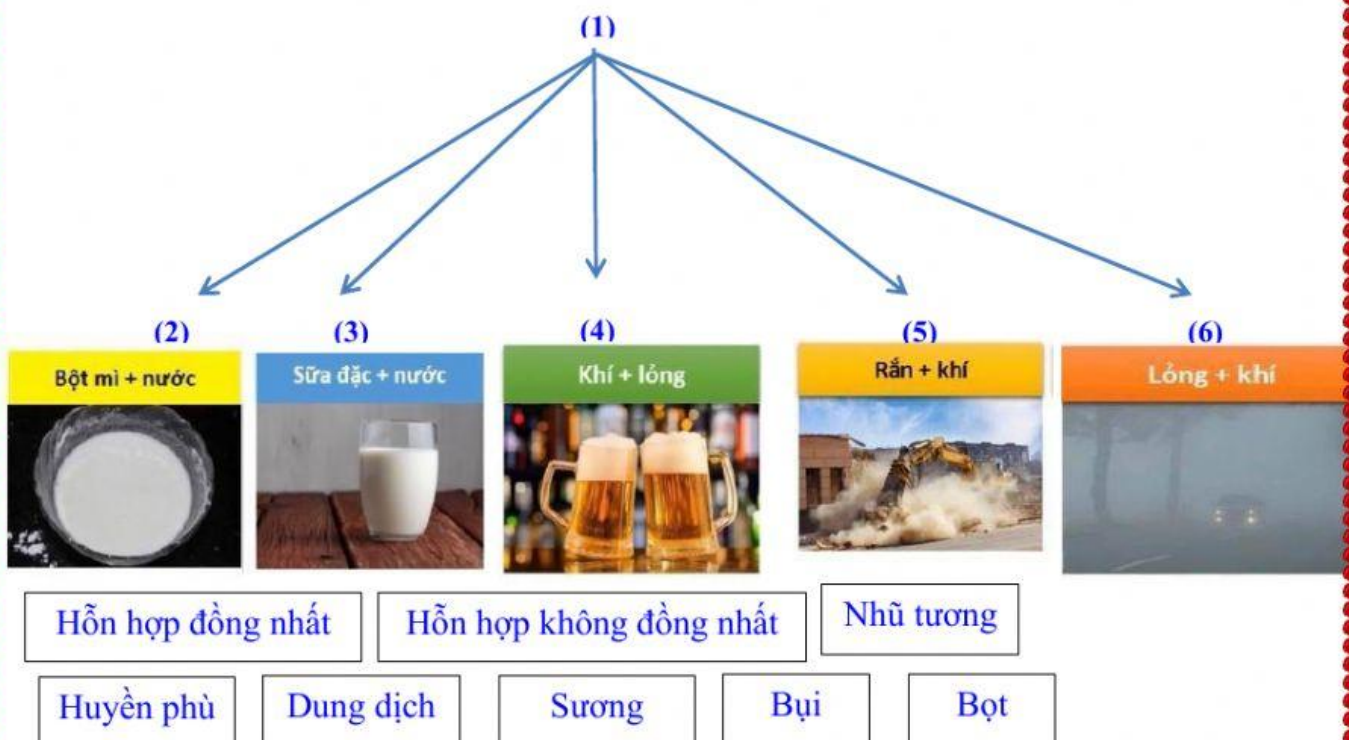 (1)
(2) (3) (4) (5) (6)
Bột mì + nước
Sữa đặc + nước
Khí + lỏng
Rắn + khí
Lỏng + khí
Hỗn hợp đồng nhất
Hỗn hợp không đồng nhất
Nhũ tương
Huyền phù
Dung dịch
Sương
Bụi
Bọt